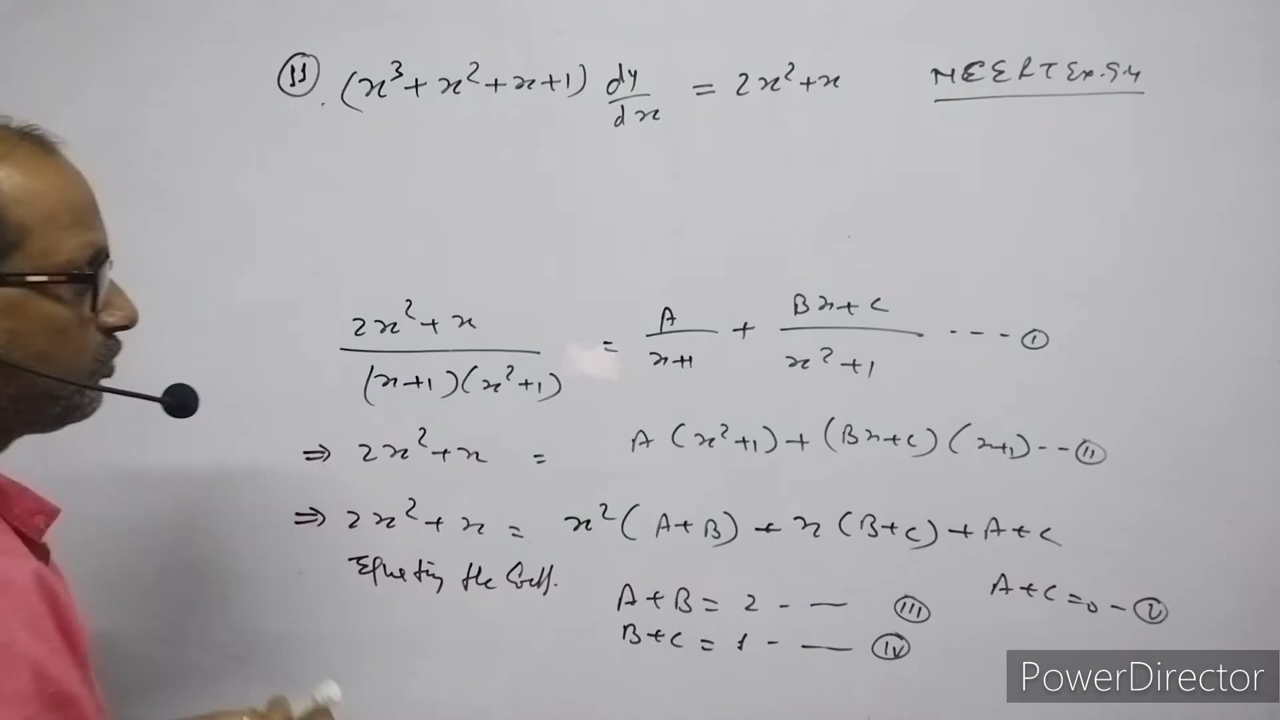 (11) (x³ + x² + x + 1) dy/dx = 2x² + x NCERT Ex. 9.4
2x² + x / (x+1)(x²+1) = A / x+1 + Bx + C / x² + 1 ---- (I)
⇒ 2x² + x = A (x²+1) + (Bx+C) (x+1) -- (II)
⇒ 2x² + x = x² (A+B) + x (B+C) + A+C
Equating the Coeff.
A+B = 2 - — (III) A+C = 0 - (V)
B+C = 1 - — (IV)
PowerDirector